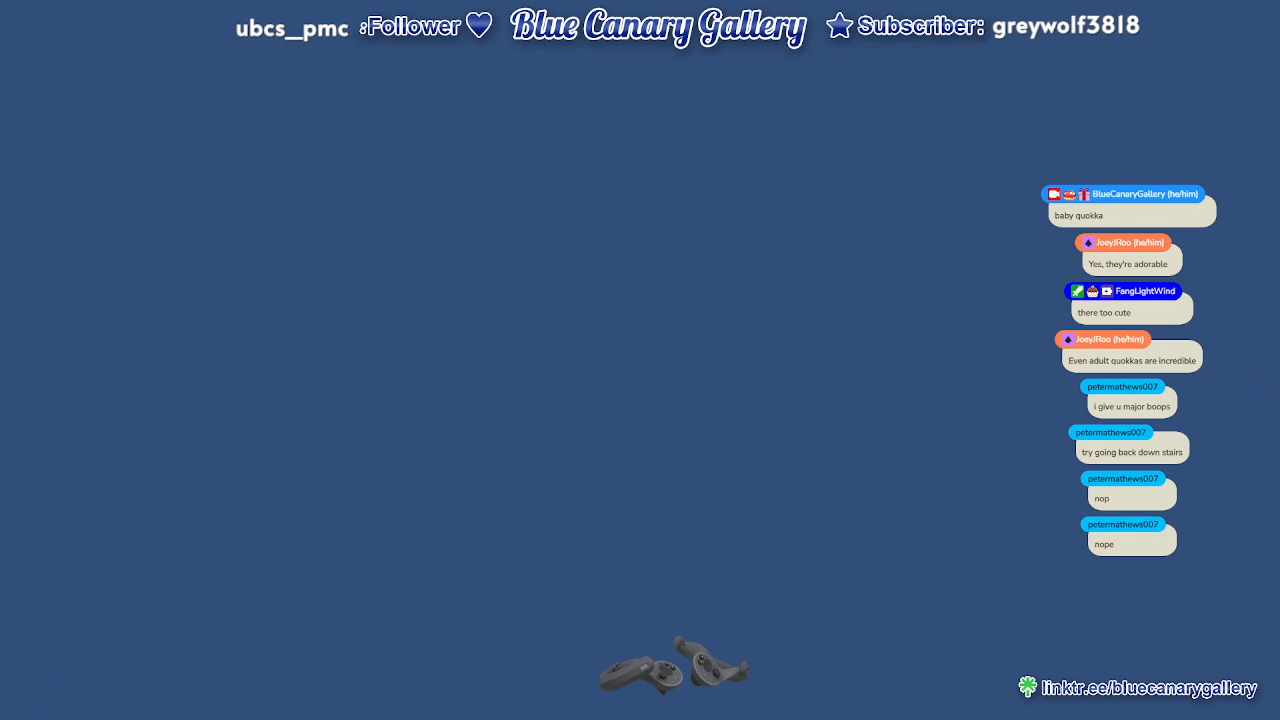 ubcs_pmc :Follower Blue Canary Gallery Subscriber: greywolf3818
BlueCanaryGallery (he/him)
baby quokka
JoeyJRoo (he/him)
Yes, they're adorable
FangLightWind
there too cute
JoeyJRoo (he/him)
Even adult quokkas are incredible
petermathews007
i give u major boops
petermathews007
try going back down stairs
petermathews007
nop
petermathews007
nope
linktr.ee/bluecanarygallery